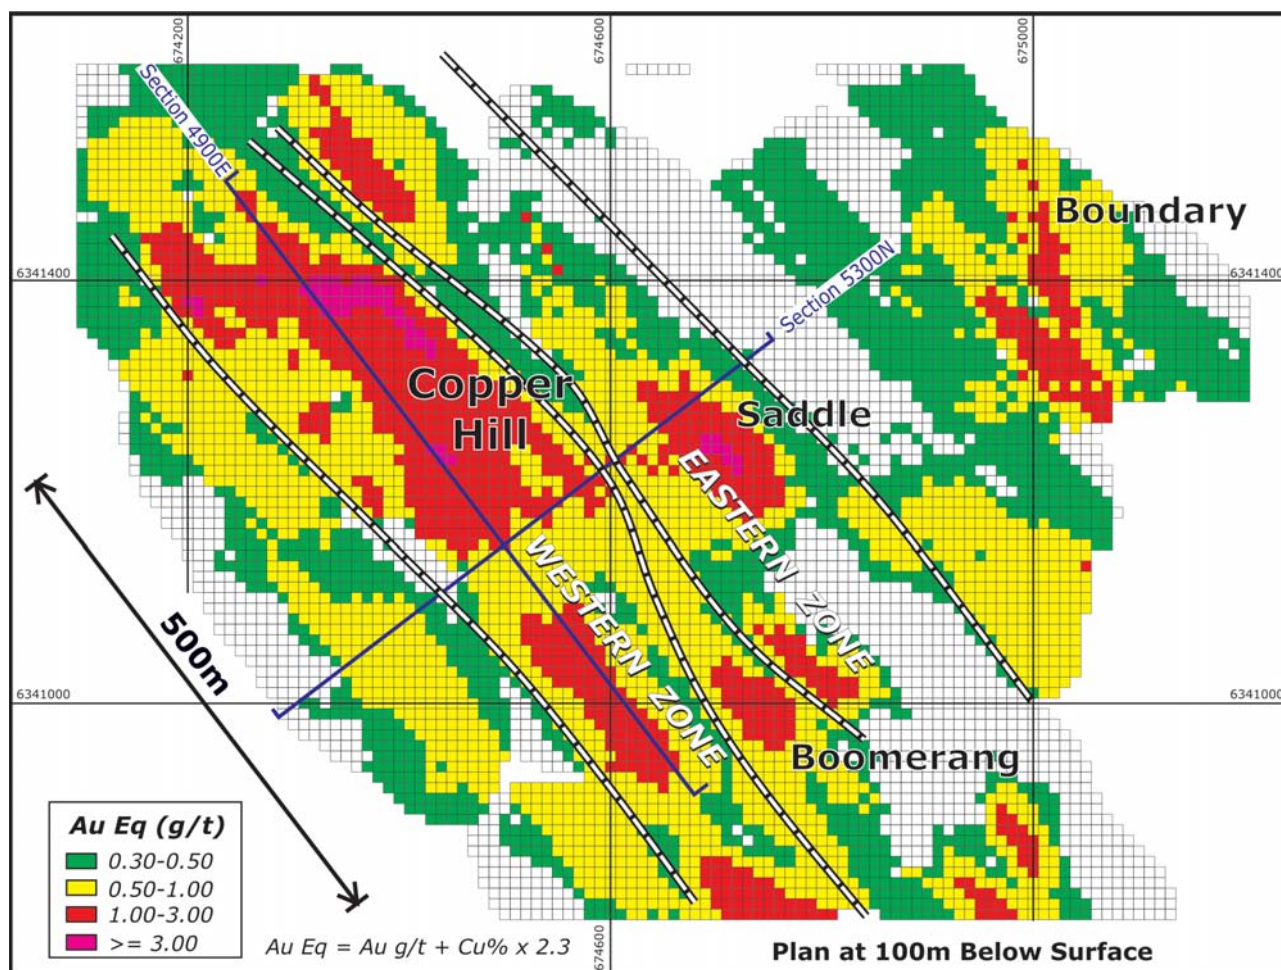 674200
674600
675000
Section 4900E
Boundary
6341400
6341400
Section 5300N
Copper
Hill
Saddle
EASTERN ZONE
WESTERN ZONE
500m
6341000
6341000
Boomerang
Au Eq (g/t)
0.30-0.50
0.50-1.00
1.00-3.00
>= 3.00
Au Eq = Au g/t + Cu% x 2.3
674600
Plan at 100m Below Surface